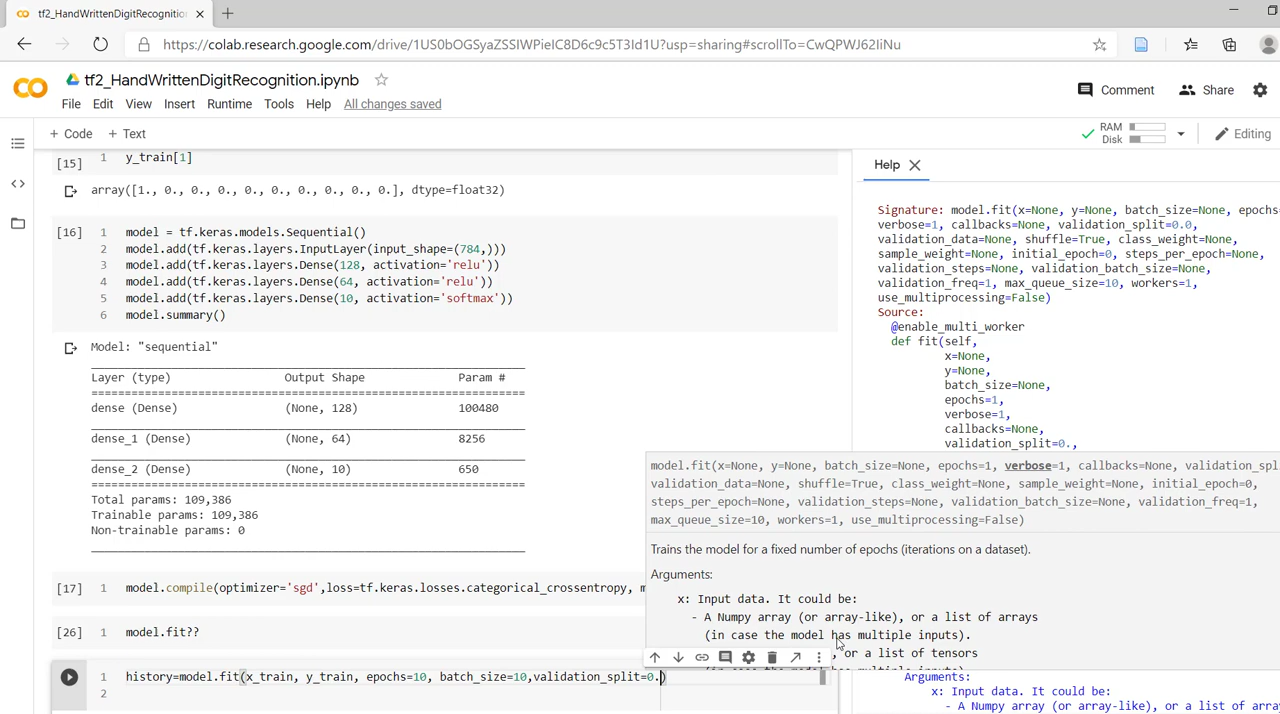 tf2_HandWrittenDigitRecognition
https://colab.research.google.com/drive/1US0bOGSyaZSSIWPieIC8D6c9c5T3Id1U?usp=sharing#scrollTo=CwQPWJ62IiNu
tf2_HandWrittenDigitRecognition.ipynb
Comment
Share
File Edit View Insert Runtime Tools Help All changes saved
+ Code + Text
RAM
Disk
Editing
[15] 1 y_train[1]
array([1., 0., 0., 0., 0., 0., 0., 0., 0., 0.], dtype=float32)
[16] 1 model = tf.keras.models.Sequential()
2 model.add(tf.keras.layers.InputLayer(input_shape=(784,)))
3 model.add(tf.keras.layers.Dense(128, activation='relu'))
4 model.add(tf.keras.layers.Dense(64, activation='relu'))
5 model.add(tf.keras.layers.Dense(10, activation='softmax'))
6 model.summary()
Model: "sequential"
Layer (type) Output Shape Param #
dense (Dense) (None, 128) 100480
dense_1 (Dense) (None, 64) 8256
dense_2 (Dense) (None, 10) 650
Total params: 109,386
Trainable params: 109,386
Non-trainable params: 0
[17] 1 model.compile(optimizer='sgd',loss=tf.keras.losses.categorical_crossentropy, m
[26] 1 model.fit??
1 history=model.fit(x_train, y_train, epochs=10, batch_size=10,validation_split=0.)
2
Help
Signature: model.fit(x=None, y=None, batch_size=None, epochs=
verbose=1, callbacks=None, validation_split=0.0,
validation_data=None, shuffle=True, class_weight=None,
sample_weight=None, initial_epoch=0, steps_per_epoch=None,
validation_steps=None, validation_batch_size=None,
validation_freq=1, max_queue_size=10, workers=1,
use_multiprocessing=False)
Source:
@enable_multi_worker
def fit(self,
x=None,
y=None,
batch_size=None,
epochs=1,
verbose=1,
callbacks=None,
validation_split=0.,
model.fit(x=None, y=None, batch_size=None, epochs=1, verbose=1, callbacks=None, validation_spl
validation_data=None, shuffle=True, class_weight=None, sample_weight=None, initial_epoch=0,
steps_per_epoch=None, validation_steps=None, validation_batch_size=None, validation_freq=1,
max_queue_size=10, workers=1, use_multiprocessing=False)
Trains the model for a fixed number of epochs (iterations on a dataset).
Arguments:
x: Input data. It could be:
- A Numpy array (or array-like), or a list of arrays
(in case the model has multiple inputs).
, or a list of tensors
Arguments:
x: Input data. It could be:
- A Numpy array (or array-like), or a list of arra